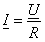 I = U / R